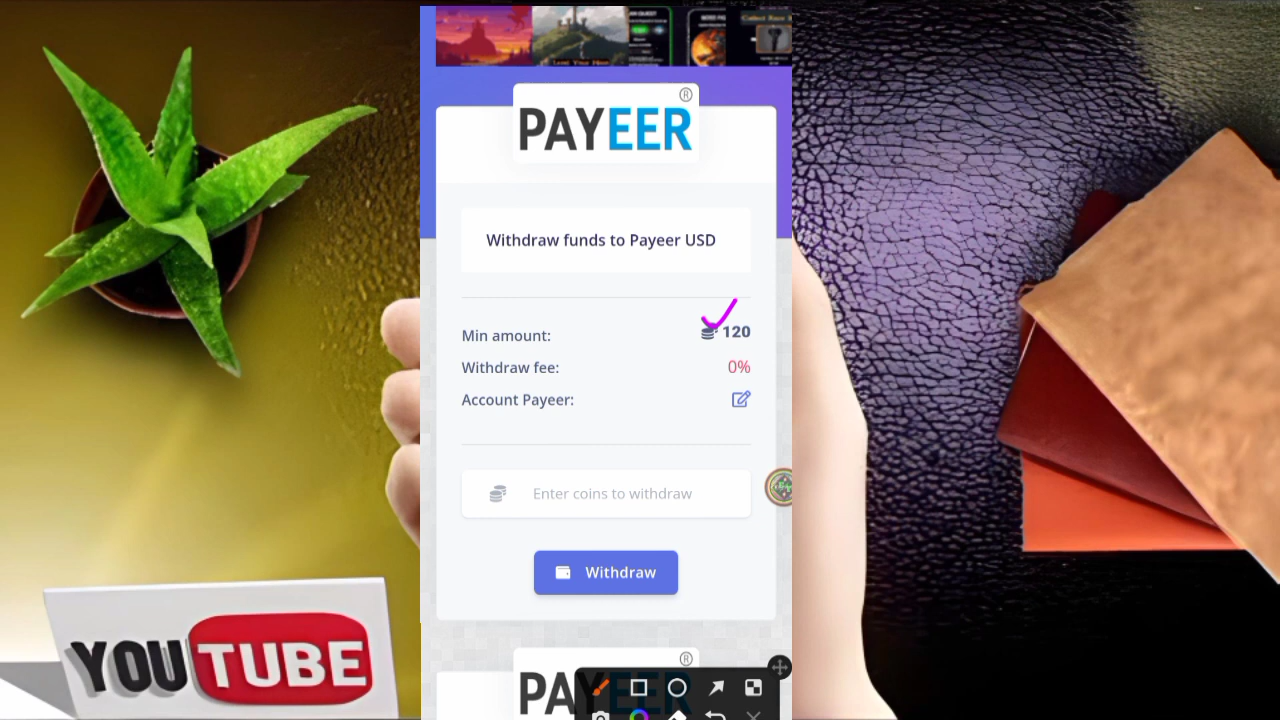 PAYEER
®
Withdraw funds to Payeer USD
Min amount: 120
Withdraw fee: 0%
Account Payeer:
Enter coins to withdraw
Withdraw
YOUTUBE
®
PAYEER